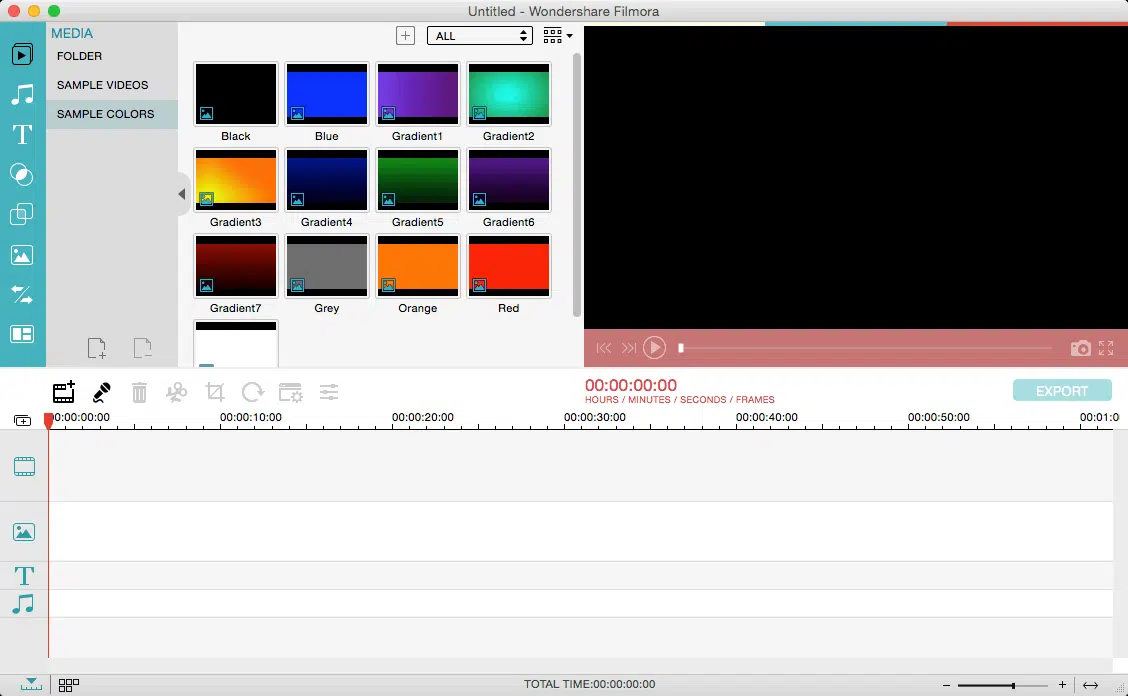 Untitled - Wondershare Filmora
MEDIA
FOLDER
SAMPLE VIDEOS
SAMPLE COLORS
ALL
Black
Blue
Gradient1
Gradient2
Gradient3
Gradient4
Gradient5
Gradient6
Gradient7
Grey
Orange
Red
00:00:00:00
HOURS / MINUTES / SECONDS / FRAMES
EXPORT
00:00:00:00 00:00:10:00 00:00:20:00 00:00:30:00 00:00:40:00 00:00:50:00 00:01:0
TOTAL TIME:00:00:00:00